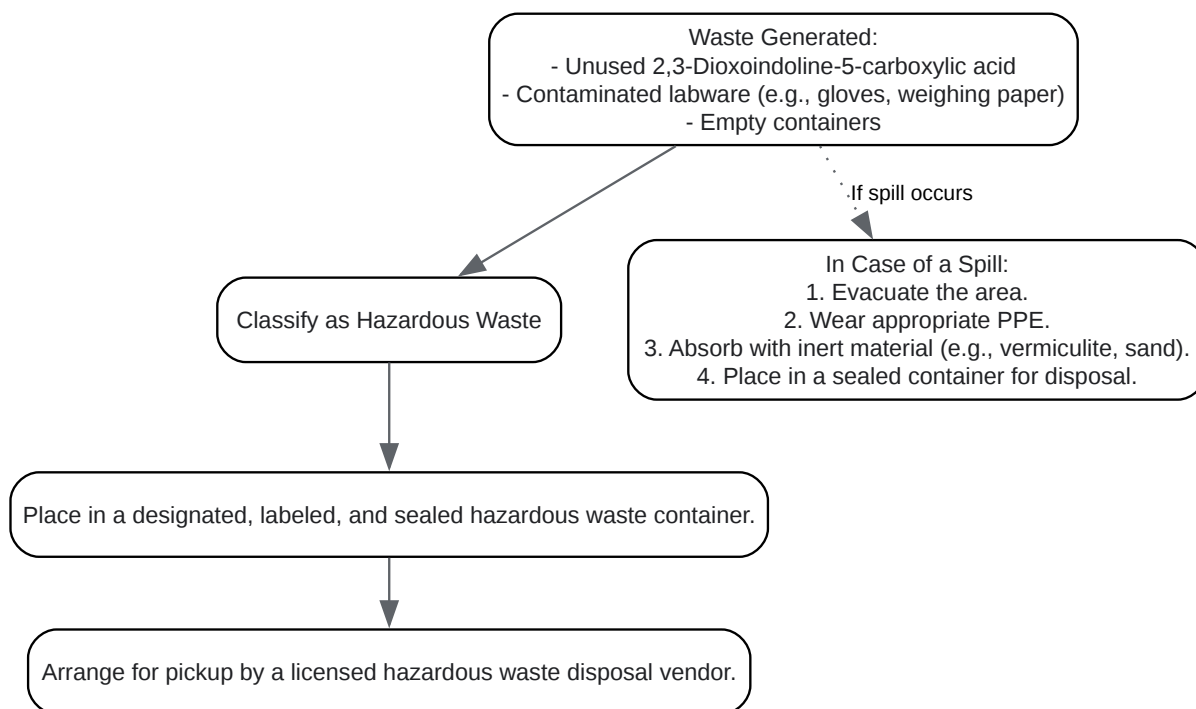 Waste Generated:
- Unused 2,3-Dioxoindoline-5-carboxylic acid
- Contaminated labware (e.g., gloves, weighing paper)
- Empty containers
If spill occurs
In Case of a Spill:
1. Evacuate the area.
2. Wear appropriate PPE.
3. Absorb with inert material (e.g., vermiculite, sand).
4. Place in a sealed container for disposal.
Classify as Hazardous Waste
Place in a designated, labeled, and sealed hazardous waste container.
Arrange for pickup by a licensed hazardous waste disposal vendor.